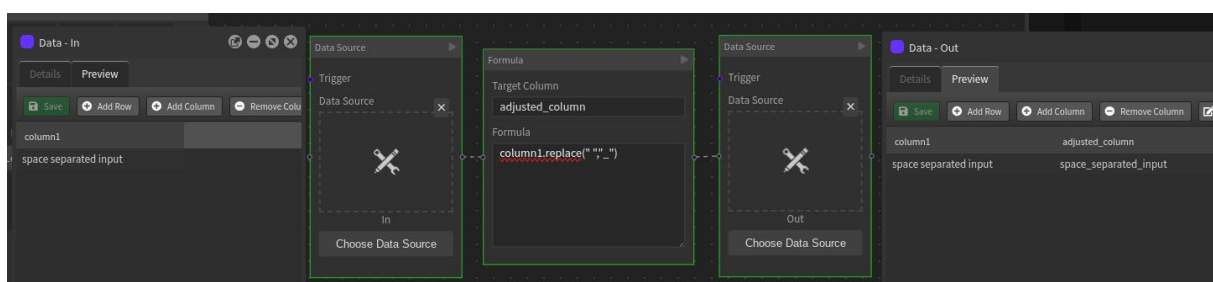 Data - In
Details Preview
Save Add Row Add Column Remove Colu
column1
space separated input
Data Source
Trigger
Data Source
In
Choose Data Source
Formula
Target Column
adjusted_column
Formula
column1.replace(" ","_")
Data Source
Trigger
Data Source
Out
Choose Data Source
Data - Out
Details Preview
Save Add Row Add Column Remove Column
column1 adjusted_column
space separated input space_separated_input